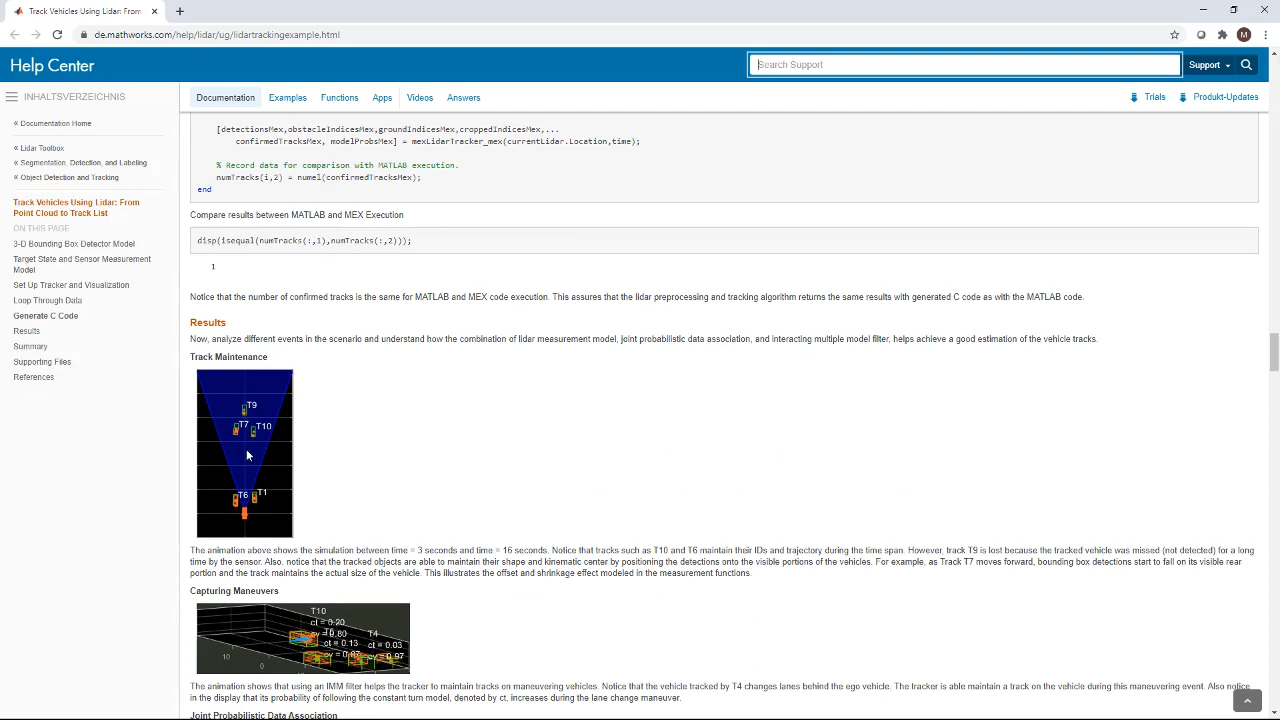 Track Vehicles Using Lidar: From
de.mathworks.com/help/lidar/ug/lidartrackingexample.html
M
Help Center
Search Support
Support
INHALTSVERZEICHNIS
Documentation
Examples
Functions
Apps
Videos
Answers
Trials
Produkt-Updates
« Documentation Home
« Lidar Toolbox
« Segmentation, Detection, and Labeling
« Object Detection and Tracking
Track Vehicles Using Lidar: From
Point Cloud to Track List
ON THIS PAGE
3-D Bounding Box Detector Model
Target State and Sensor Measurement
Model
Set Up Tracker and Visualization
Loop Through Data
Generate C Code
Results
Summary
Supporting Files
References
[detectionsMex,obstacleIndicesMex,groundIndicesMex,croppedIndicesMex,...
confirmedTracksMex, modelProbsMex] = mexLidarTracker_mex(currentLidar.Location,time);
% Record data for comparison with MATLAB execution.
numTracks(i,2) = numel(confirmedTracksMex);
end
Compare results between MATLAB and MEX Execution
disp(isequal(numTracks(:,1),numTracks(:,2)));
1
Notice that the number of confirmed tracks is the same for MATLAB and MEX code execution. This assures that the lidar preprocessing and tracking algorithm returns the same results with generated C code as with the MATLAB code.
Results
Now, analyze different events in the scenario and understand how the combination of lidar measurement model, joint probabilistic data association, and interacting multiple model filter, helps achieve a good estimation of the vehicle tracks.
Track Maintenance
T9
T7
T10
T6
T1
The animation above shows the simulation between time = 3 seconds and time = 16 seconds. Notice that tracks such as T10 and T6 maintain their IDs and trajectory during the time span. However, track T9 is lost because the tracked vehicle was missed (not detected) for a long
time by the sensor. Also, notice that the tracked objects are able to maintain their shape and kinematic center by positioning the detections onto the visible portions of the vehicles. For example, as Track T7 moves forward, bounding box detections start to fall on its visible rear
portion and the track maintains the actual size of the vehicle. This illustrates the offset and shrinkage effect modeled in the measurement functions.
Capturing Maneuvers
T10
ct = 0.20
ct = 0.13
T4
ct = 0.03
cv = 0.97
10
0
The animation shows that using an IMM filter helps the tracker to maintain tracks on maneuvering vehicles. Notice that the vehicle tracked by T4 changes lanes behind the ego vehicle. The tracker is able maintain a track on the vehicle during this maneuvering event. Also notice
in the display that its probability of following the constant turn model, denoted by ct, increases during the lane change maneuver.
Joint Probabilistic Data Association